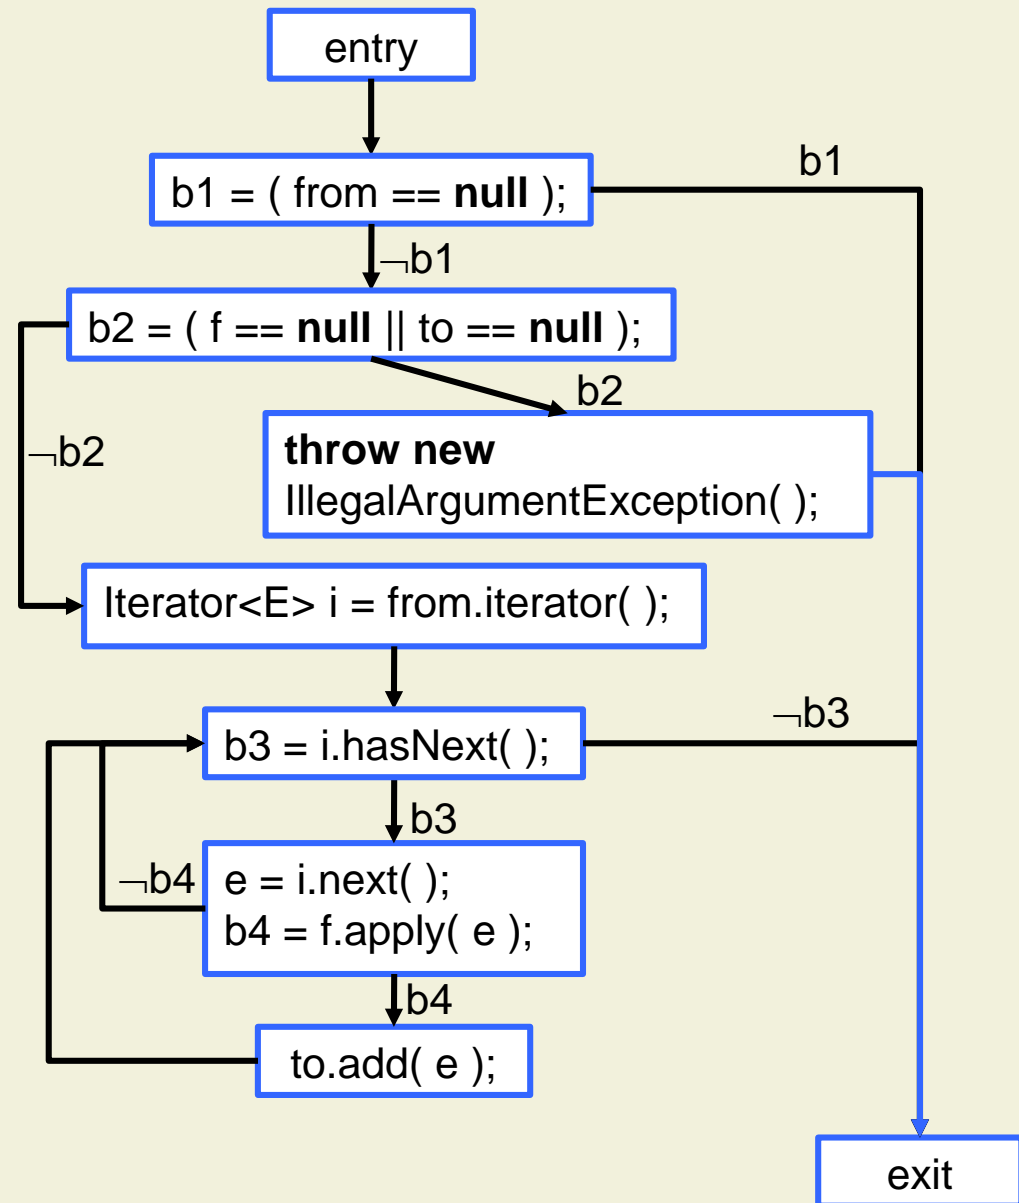 entry
b1
b1 = ( from == null );
¬b1
b2 = ( f == null || to == null );
b2
¬b2
throw new
IllegalArgumentException( );
Iterator<E> i = from.iterator( );
¬b3
b3 = i.hasNext( );
b3
¬b4
e = i.next( );
b4 = f.apply( e );
b4
to.add( e );
exit